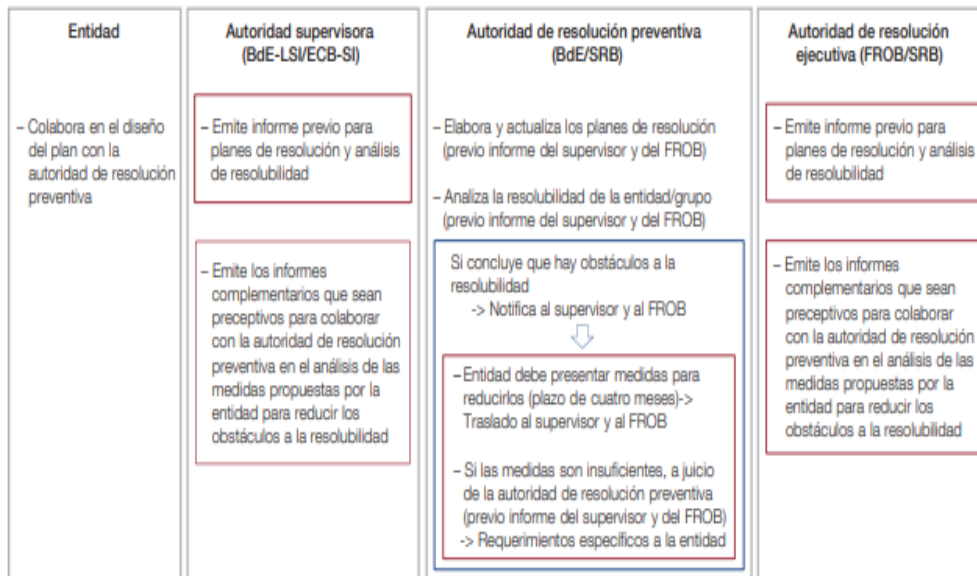 Entidad
– Colabora en el diseño
del plan con la
autoridad de resolución
preventiva
Autoridad supervisora
(BdE-LSI/ECB-SI)
– Emite informe previo para
planes de resolución y análisis
de resolubilidad
– Emite los informes
complementarios que sean
preceptivos para colaborar
con la autoridad de resolución
preventiva en el análisis de las
medidas propuestas por la
entidad para reducir los
obstáculos a la resolubilidad
Autoridad de resolución preventiva
(BdE/SRB)
– Elabora y actualiza los planes de resolución
(previo informe del supervisor y del FROB)
– Analiza la resolubilidad de la entidad/grupo
(previo informe del supervisor y del FROB)
Si concluye que hay obstáculos a la
resolubilidad
-> Notifica al supervisor y al FROB
– Entidad debe presentar medidas para
reducirlos (plazo de cuatro meses)->
Traslado al supervisor y al FROB
– Si las medidas son insuficientes, a juicio
de la autoridad de resolución preventiva
(previo informe del supervisor y del FROB)
-> Requerimientos específicos a la entidad
Autoridad de resolución
ejecutiva (FROB/SRB)
– Emite informe previo para
planes de resolución y análisis
de resolubilidad
– Emite los informes
complementarios que sean
preceptivos para colaborar
con la autoridad de resolución
preventiva en el análisis de las
medidas propuestas por la
entidad para reducir los
obstáculos a la resolubilidad